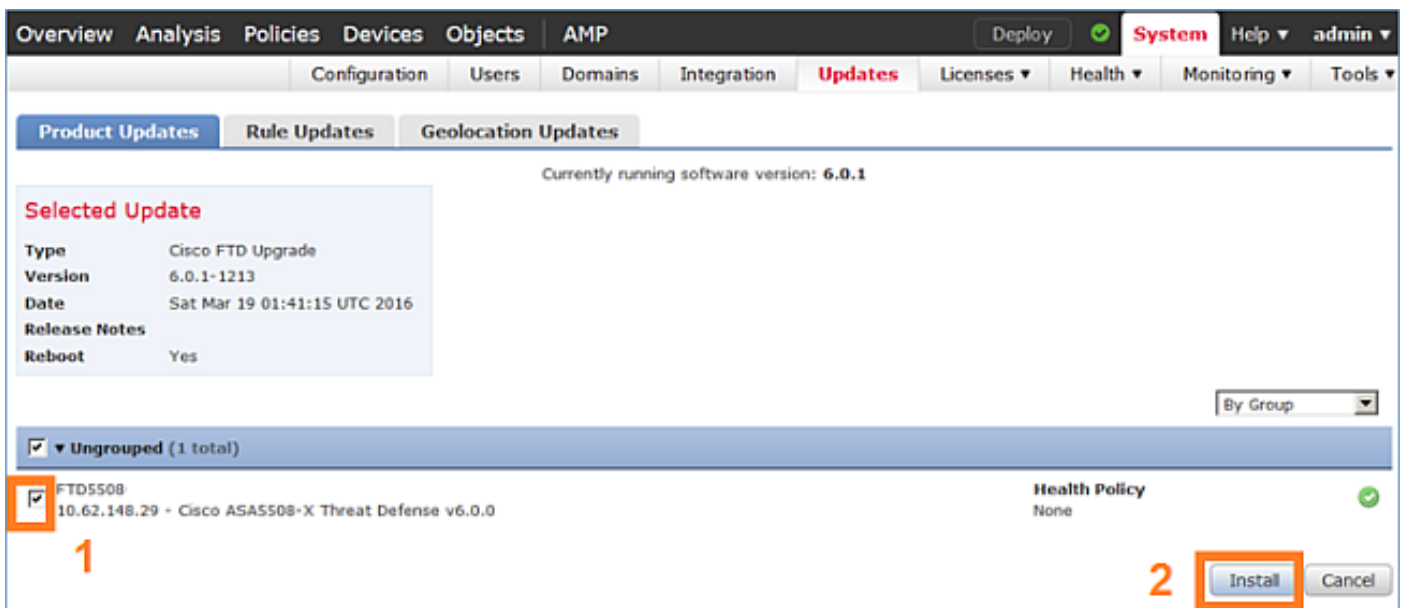 Overview Analysis Policies Devices Objects AMP Deploy System Help admin
Configuration Users Domains Integration Updates Licenses Health Monitoring Tools
Product Updates Rule Updates Geolocation Updates
Currently running software version: 6.0.1
Selected Update
Type Cisco FTD Upgrade
Version 6.0.1-1213
Date Sat Mar 19 01:41:15 UTC 2016
Release Notes
Reboot Yes
By Group
Ungrouped (1 total)
FTD5508 Health Policy
10.62.148.29 - Cisco ASA5508-X Threat Defense v6.0.0 None
1
2 Install Cancel